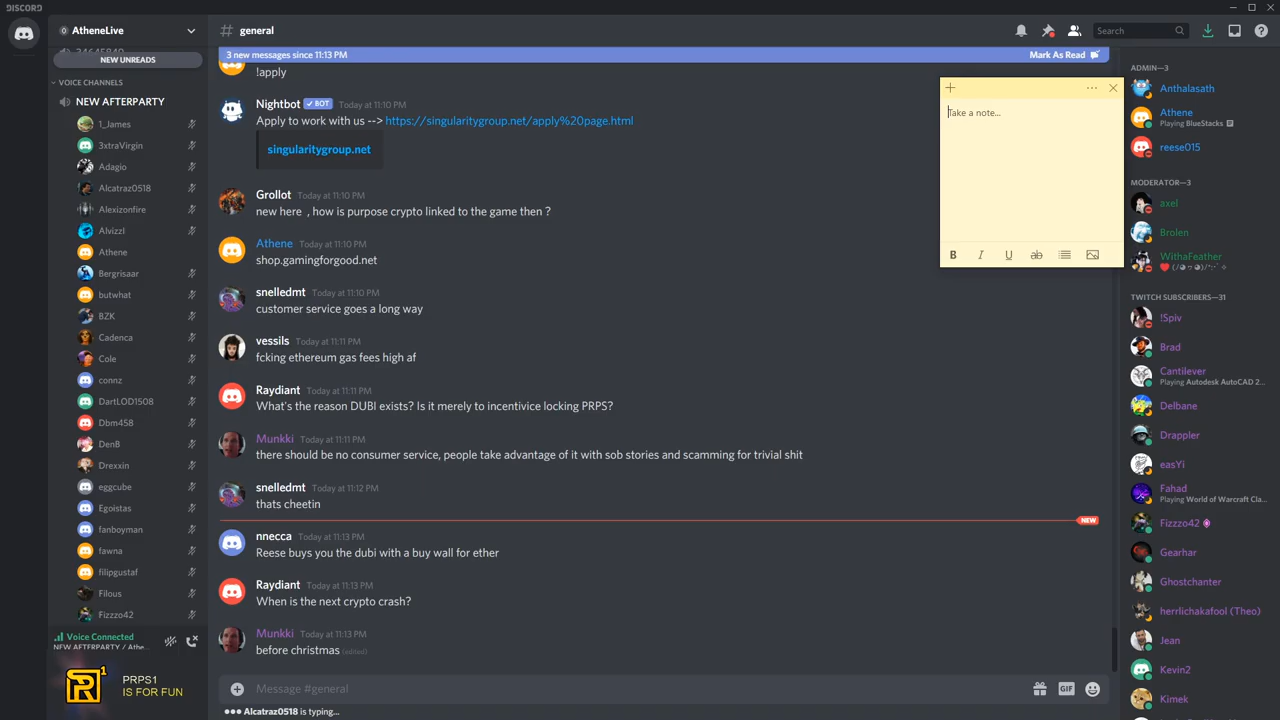 DISCORD
AtheneLive
# general
Search
NEW UNREADS
VOICE CHANNELS
NEW AFTERPARTY
1_James
3xtraVirgin
Adagio
Alcatraz0518
Alexizonfire
Alvizzl
Athene
Bergrisaar
butwhat
BZK
Cadenca
Cole
connz
DartLOD1508
Dbm458
DenB
Drexxin
eggcube
Egoistas
fanboyman
fawna
filipgustaf
Filous
Fizzzo42
Voice Connected
NEW AFTERPARTY / Athe...
PRPS1
IS FOR FUN
3 new messages since 11:13 PM
Mark As Read
!apply
Nightbot BOT Today at 11:10 PM
Apply to work with us --> https://singularitygroup.net/apply%20page.html
singularitygroup.net
Grollot Today at 11:10 PM
new here , how is purpose crypto linked to the game then ?
Athene Today at 11:10 PM
shop.gamingforgood.net
snelledmt Today at 11:10 PM
customer service goes a long way
vessils Today at 11:11 PM
fcking ethereum gas fees high af
Raydiant Today at 11:11 PM
What's the reason DUBI exists? Is it merely to incentivice locking PRPS?
Munkki Today at 11:11 PM
there should be no consumer service, people take advantage of it with sob stories and scamming for trivial shit
snelledmt Today at 11:12 PM
thats cheetin
NEW
nnecca Today at 11:13 PM
Reese buys you the dubi with a buy wall for ether
Raydiant Today at 11:13 PM
When is the next crypto crash?
Munkki Today at 11:13 PM
before christmas (edited)
Message #general
GIF
Alcatraz0518 is typing...
Take a note...
B I U ab
ADMIN—3
Anthalasath
Athene
Playing BlueStacks
reese015
MODERATOR—3
axel
Brolen
WithaFeather
TWITCH SUBSCRIBERS—31
!Spiv
Brad
Cantilever
Playing Autodesk AutoCAD 2...
Delbane
Drappler
easYi
Fahad
Playing World of Warcraft Cla...
Fizzzo42
Gearhar
Ghostchanter
herrlichakafool (Theo)
Jean
Kevin2
Kimek